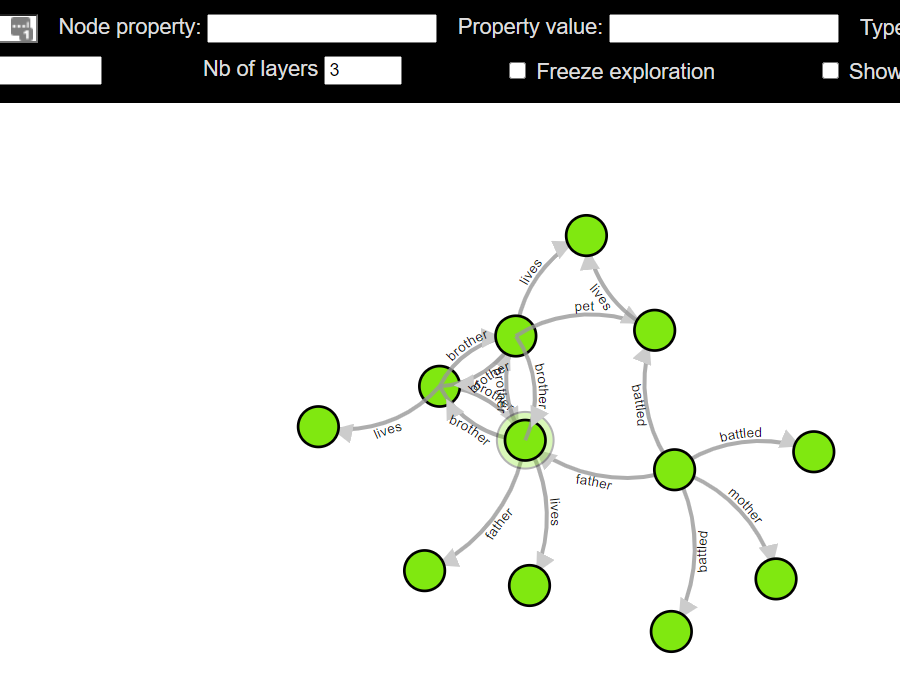 1
Node property:
Property value:
Type
Nb of layers 3
Freeze exploration
Show
lives
lives
pet
brother
brother
brother
brother
brother
brother
lives
battled
battled
father
mother
father
lives
battled